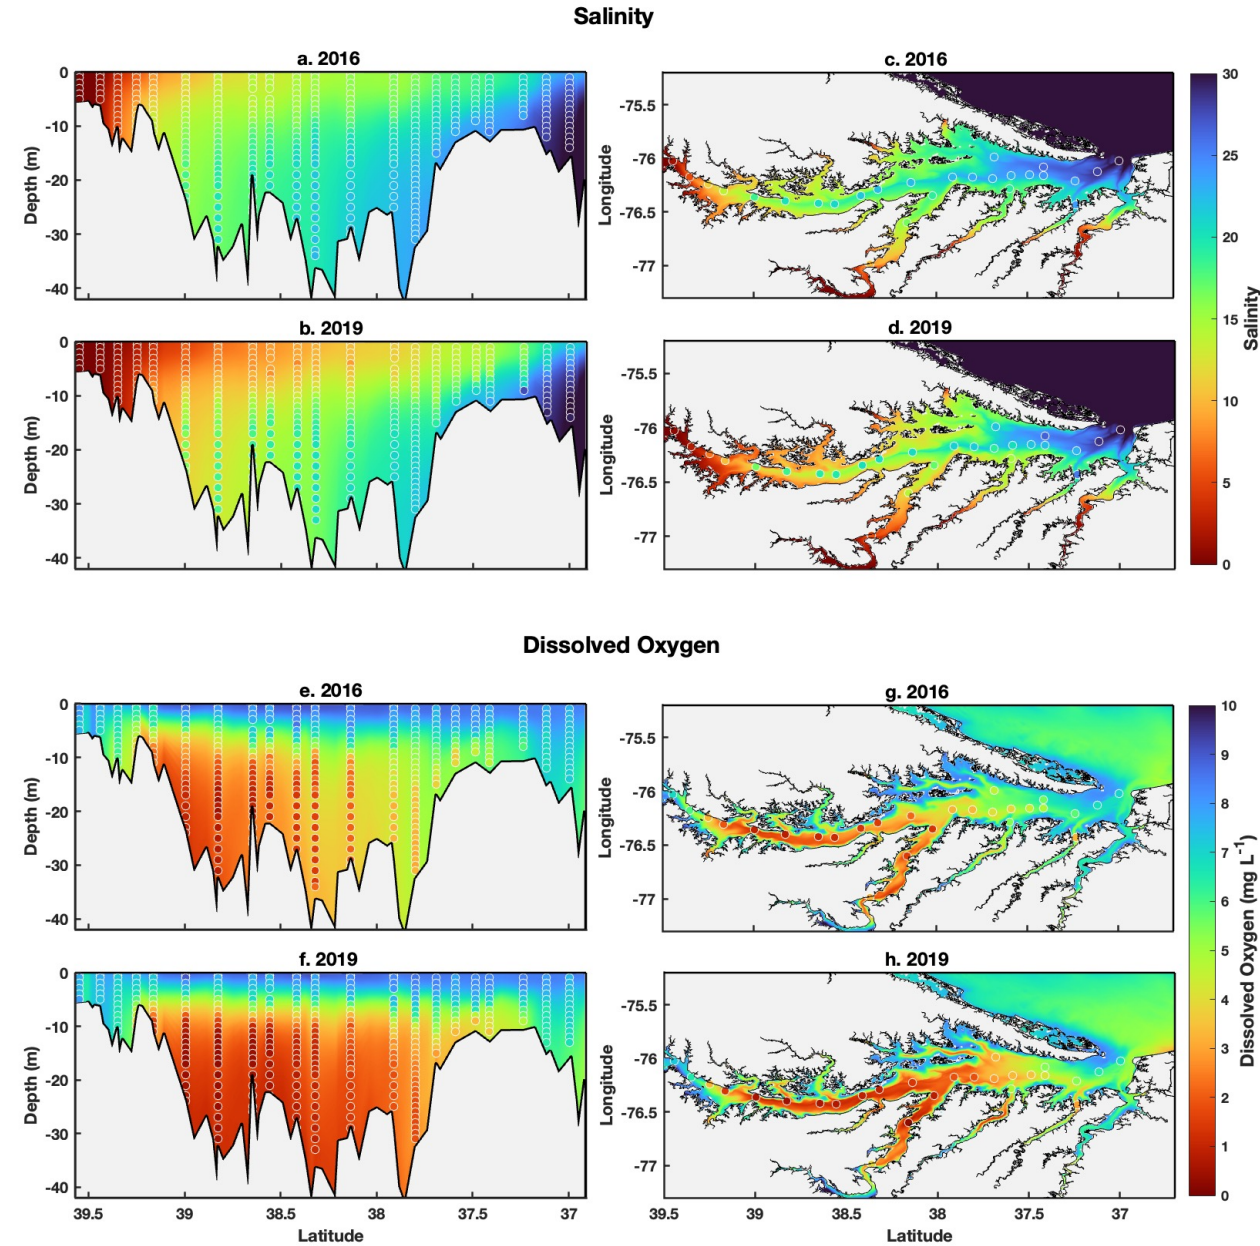 Salinity
a. 2016
c. 2016
0
-10
-20
-30
-40
Depth (m)
-75.5
-76
-76.5
-77
Longitude
b. 2019
d. 2019
0
-10
-20
-30
-40
Depth (m)
-75.5
-76
-76.5
-77
Longitude
30
25
20
15
10
5
0
Salinity
Dissolved Oxygen
e. 2016
g. 2016
0
-10
-20
-30
-40
Depth (m)
-75.5
-76
-76.5
-77
Longitude
f. 2019
h. 2019
0
-10
-20
-30
-40
Depth (m)
39.5 39 38.5 38 37.5 37
Latitude
-75.5
-76
-76.5
-77
Longitude
39.5 39 38.5 38 37.5 37
Latitude
10
9
8
7
6
5
4
3
2
1
0
Dissolved Oxygen (mg L⁻¹)